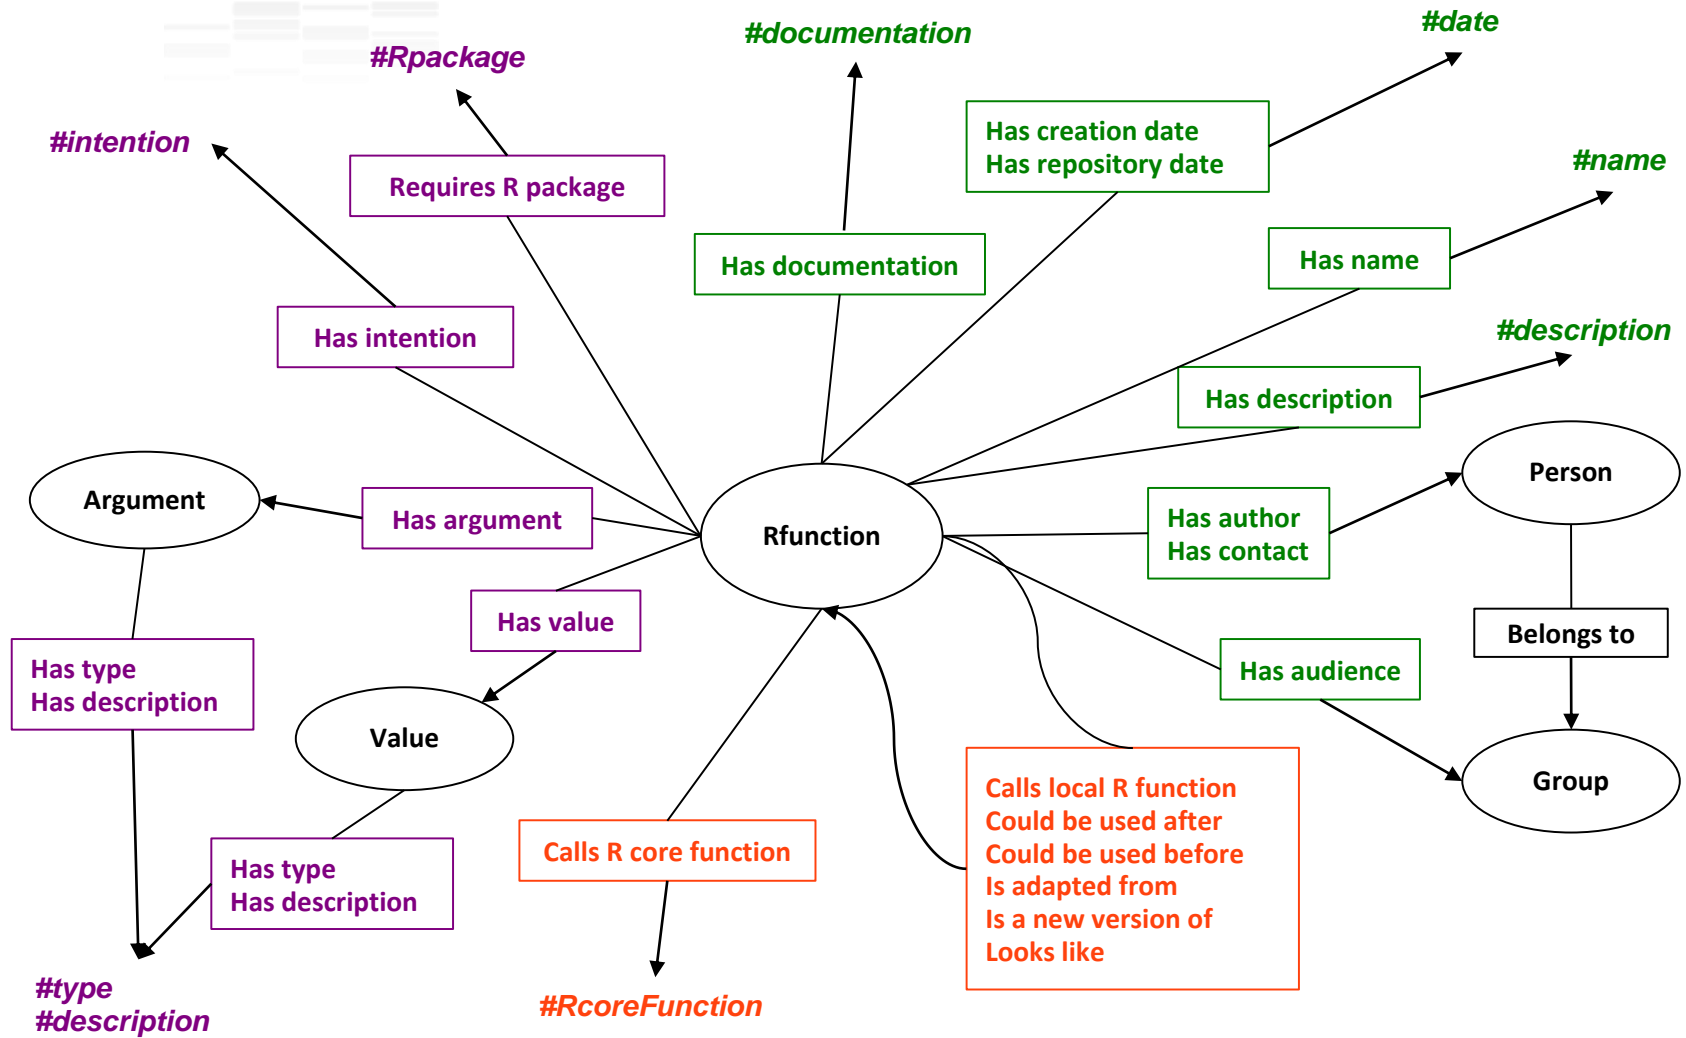 #date
#documentation
#Rpackage
Has creation date
Has repository date
#intention
#name
Requires R package
Has name
Has documentation
#description
Has intention
Has description
Person
Argument
Has argument
Has author
Has contact
Rfunction
Has value
Belongs to
Has type
Has description
Has audience
Value
Group
Calls local R function
Could be used after
Could be used before
Is adapted from
Is a new version of
Looks like
Calls R core function
Has type
Has description
#type
#description
#RcoreFunction